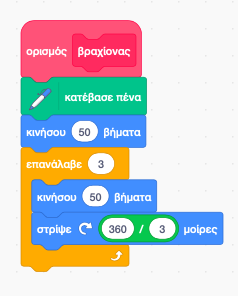 ορισμός βραχίονας
κατέβασε πένα
κινήσου 50 βήματα
επανάλαβε 3
κινήσου 50 βήματα
στρίψε 360 / 3 μοίρες